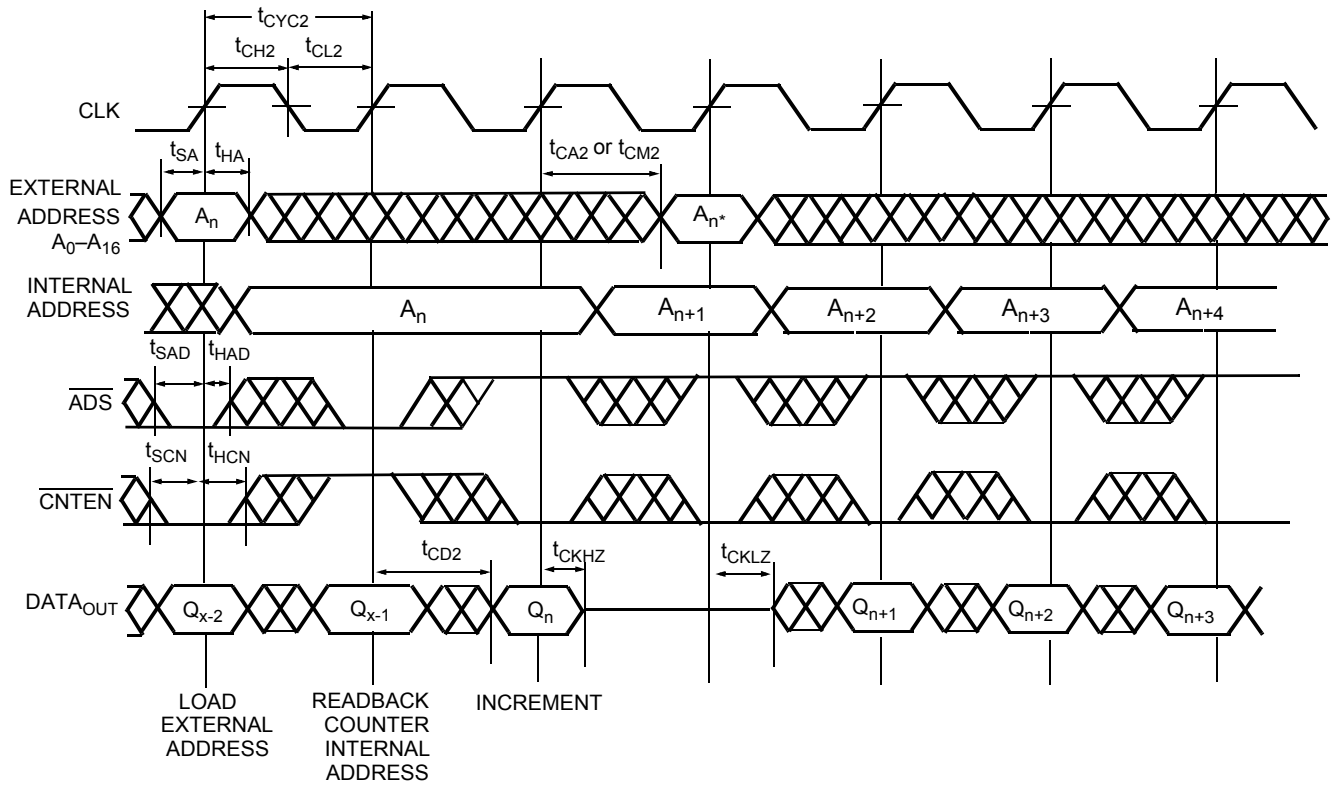 tCYC2
tCH2 tCL2
CLK
tSA tHA
tCA2 or tCM2
EXTERNAL
ADDRESS
A0–A16
An An*
INTERNAL
ADDRESS
An An+1 An+2 An+3 An+4
tSAD tHAD
ADS
tSCN tHCN
CNTEN
tCD2 tCKHZ tCKLZ
DATAOUT
Qx-2 Qx-1 Qn Qn+1 Qn+2 Qn+3
LOAD
EXTERNAL
ADDRESS
READBACK
COUNTER
INTERNAL
ADDRESS
INCREMENT